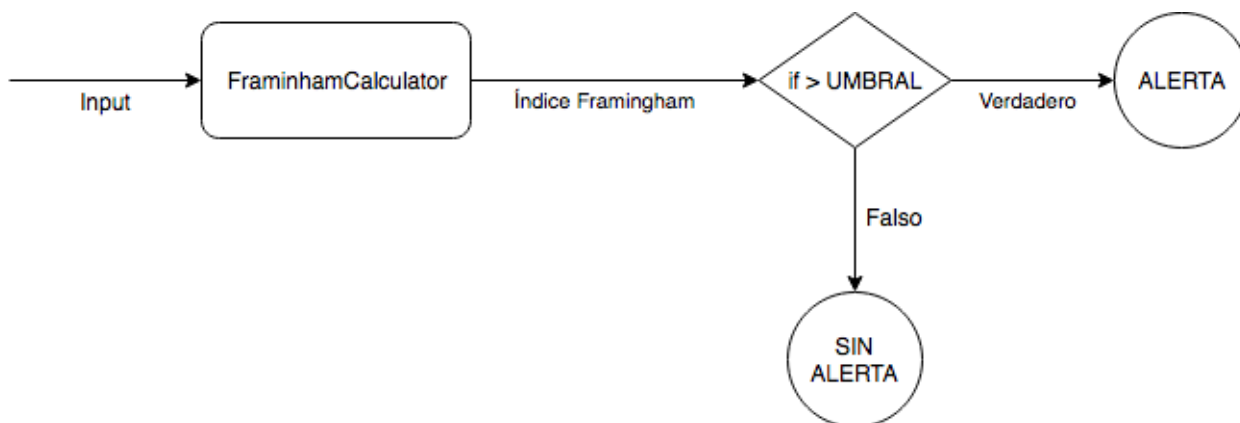 Input
FraminhamCalculator
Índice Framingham
if > UMBRAL
Verdadero
ALERTA
Falso
SIN
ALERTA